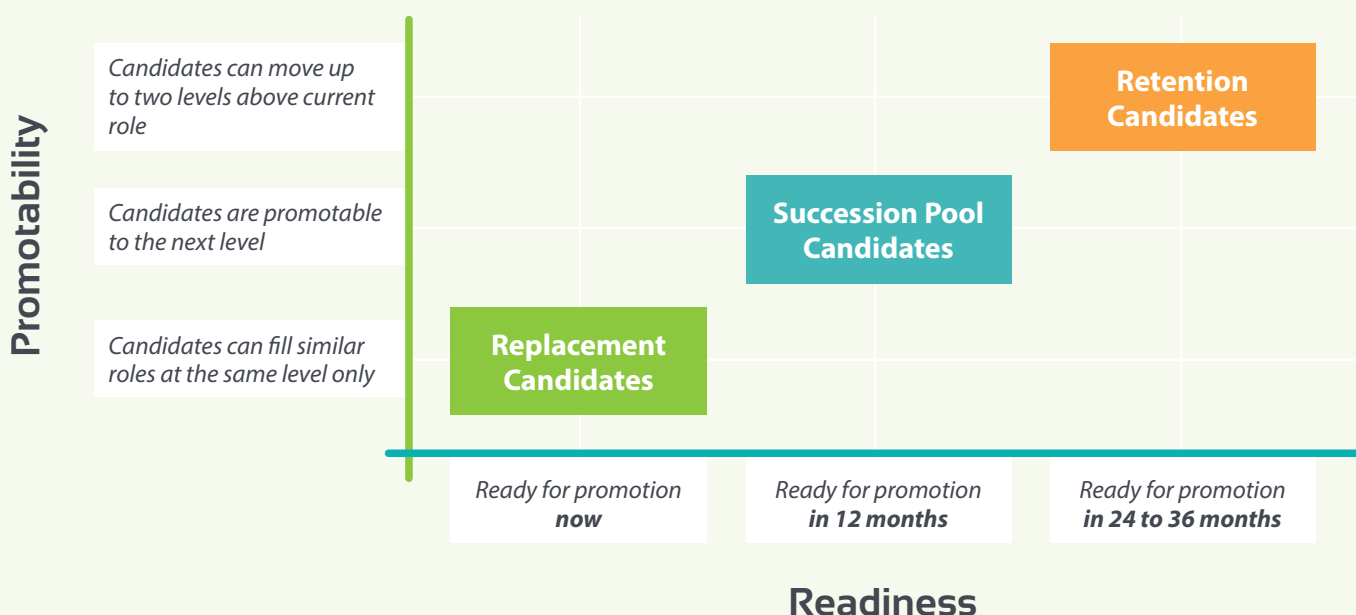 Promotability
Candidates can move up
to two levels above current
role
Retention
Candidates
Candidates are promotable
to the next level
Succession Pool
Candidates
Candidates can fill similar
roles at the same level only
Replacement
Candidates
Ready for promotion
now
Ready for promotion
in 12 months
Ready for promotion
in 24 to 36 months
Readiness